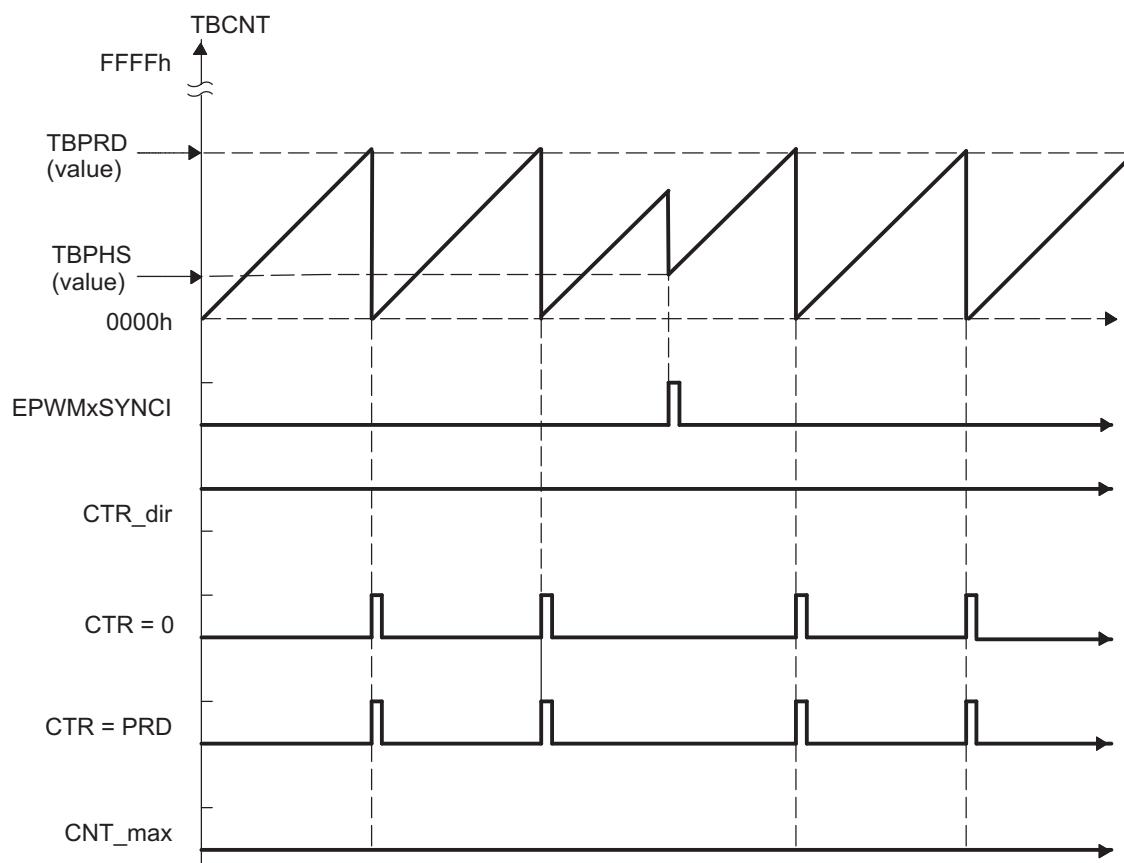 TBCNT
FFFFh
TBPRD
(value)
TBPHS
(value)
0000h
EPWMxSYNCI
CTR_dir
CTR = 0
CTR = PRD
CNT_max